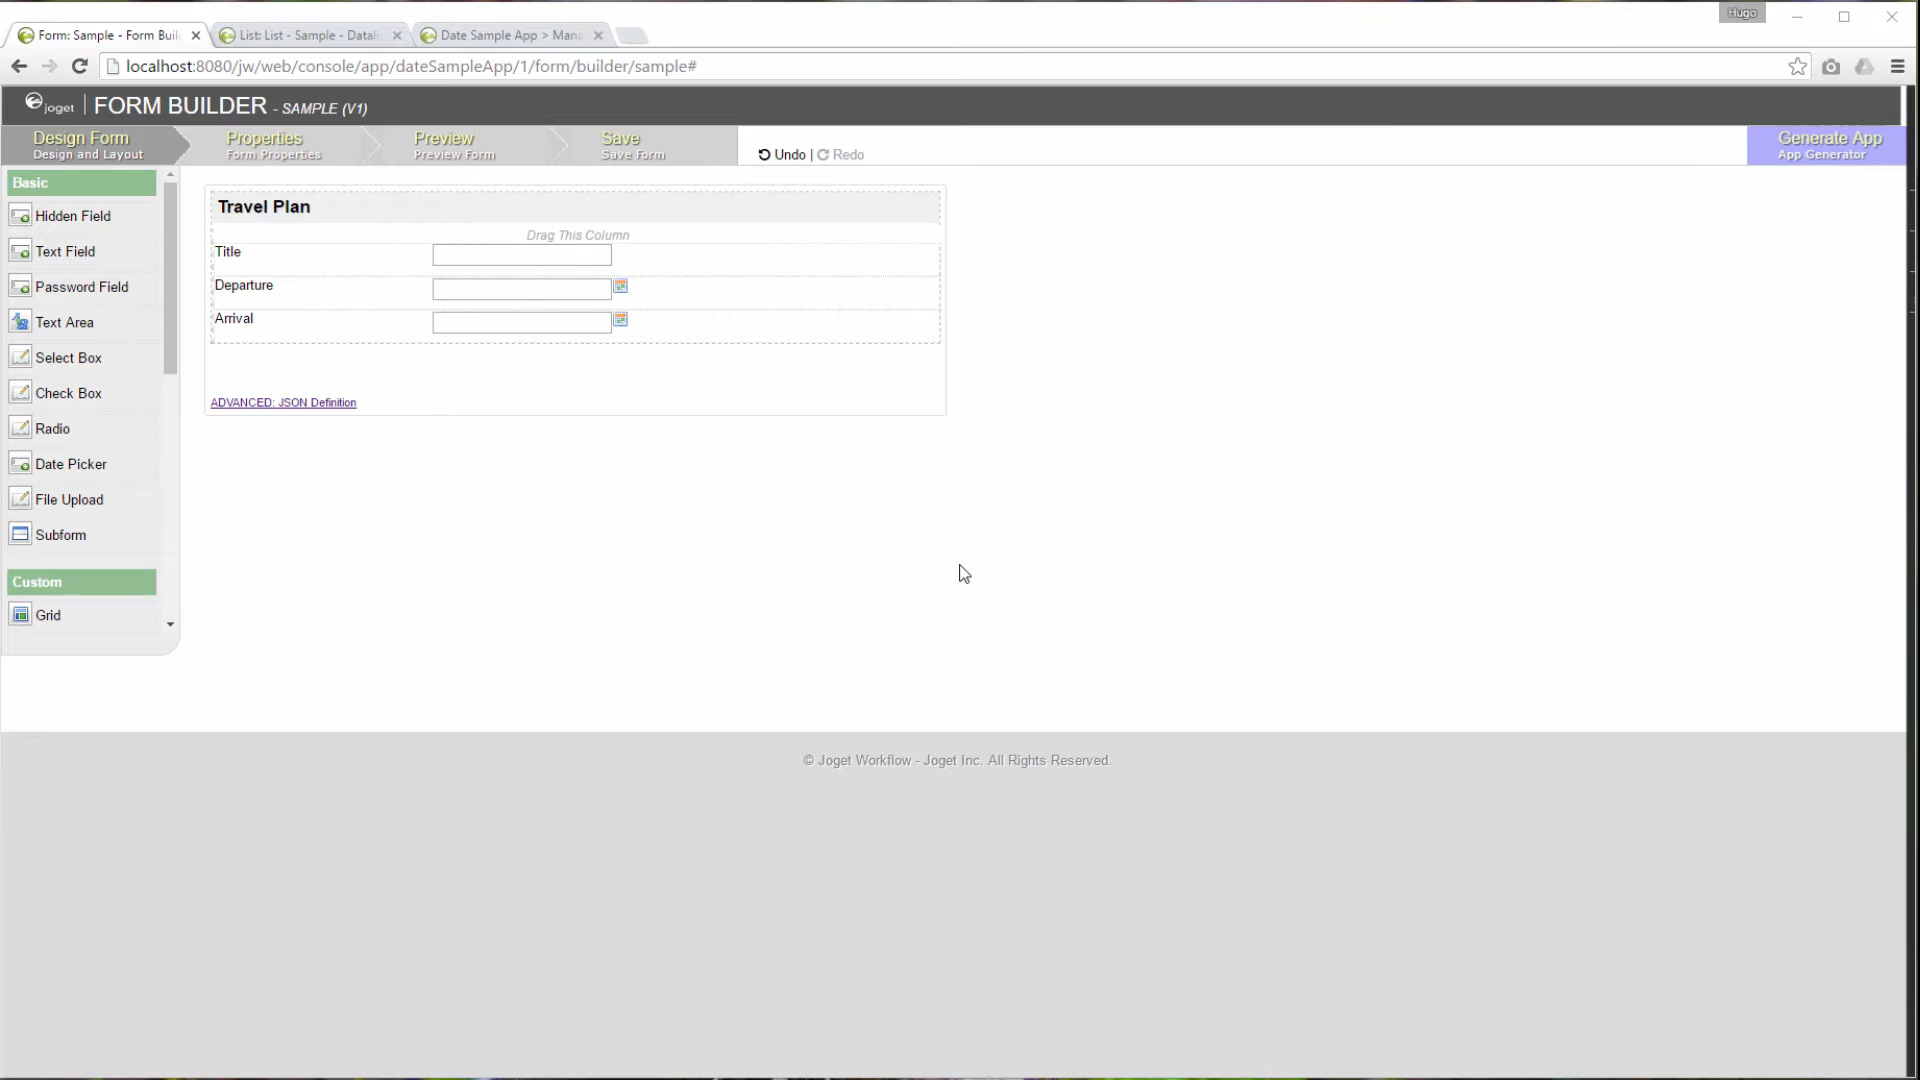 Hugo
Form: Sample - Form Buil
List: List - Sample - Datali
Date Sample App > Mana
localhost:8080/jw/web/console/app/dateSampleApp/1/form/builder/sample#
joget
FORM BUILDER - SAMPLE (V1)
Design Form
Design and Layout
Properties
Form Properties
Preview
Preview Form
Save
Save Form
Undo | Redo
Generate App
App Generator
Basic
Hidden Field
Text Field
Password Field
Text Area
Select Box
Check Box
Radio
Date Picker
File Upload
Subform
Custom
Grid
Travel Plan
Drag This Column
Title
Departure
Arrival
ADVANCED: JSON Definition
© Joget Workflow - Joget Inc. All Rights Reserved.